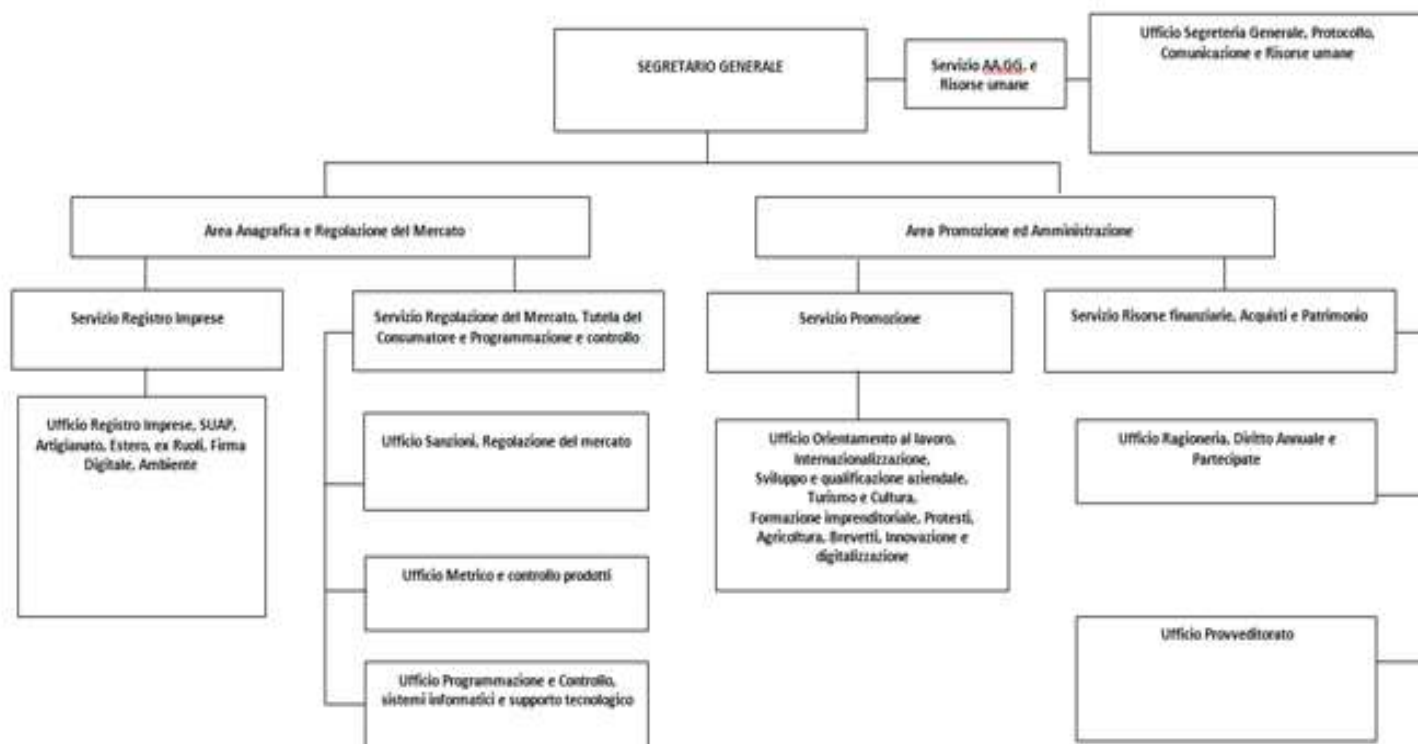 SEGRETARIO GENERALE
Servizio AA.GG. e
Risorse umane
Ufficio Segreteria Generale, Protocollo,
Comunicazione e Risorse umane
Area Anagrafica e Regolazione del Mercato
Area Promozione ed Amministrazione
Servizio Registro Imprese
Servizio Regolazione del Mercato, Tutela del
Consumatore e Programmazione e controllo
Servizio Promozione
Servizio Risorse finanziarie, Acquisti e Patrimonio
Ufficio Registro Imprese, SUAP,
Artigianato, Estero, ex Ruoli, Firma
Digitale, Ambiente
Ufficio Sanzioni, Regolazione del mercato
Ufficio Metrico e controllo prodotti
Ufficio Programmazione e Controllo,
sistemi informatici e supporto tecnologico
Ufficio Orientamento al lavoro,
Internazionalizzazione,
Sviluppo e qualificazione aziendale,
Turismo e Cultura,
Formazione imprenditoriale, Protesti,
Agricoltura, Brevetti, Innovazione e
digitalizzazione
Ufficio Ragioneria, Diritto Annuale e
Partecipate
Ufficio Provveditorato